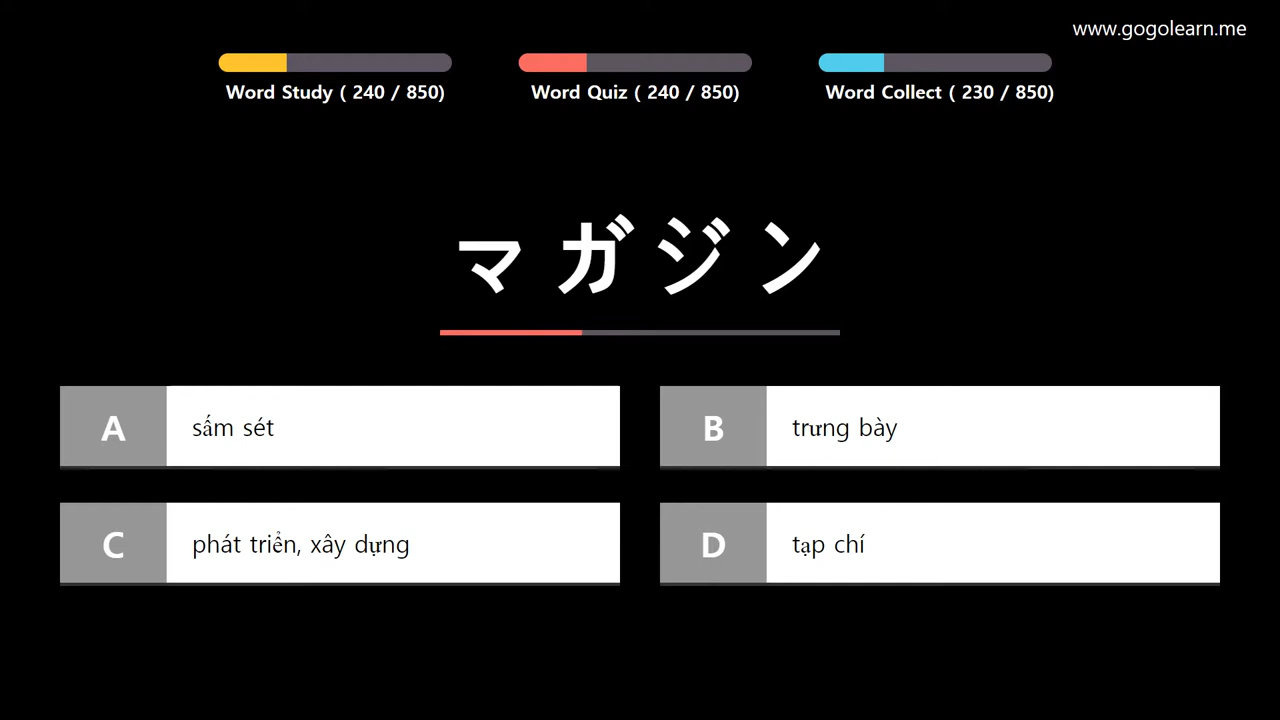 www.gogolearn.me
Word Study ( 240 / 850)
Word Quiz ( 240 / 850)
Word Collect ( 230 / 850)
マガジン
A sấm sét
B trưng bày
C phát triển, xây dựng
D tạp chí